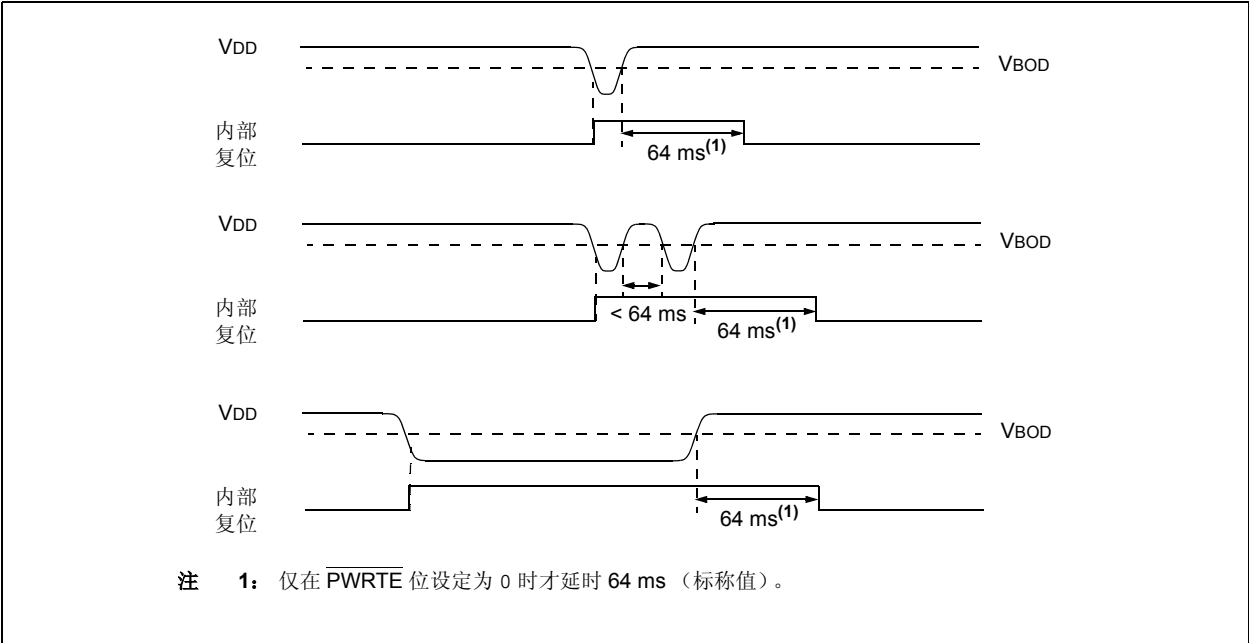 VDD
VBOD
内部
复位
64 ms(1)
VDD
VBOD
内部
复位
< 64 ms
64 ms(1)
VDD
VBOD
内部
复位
64 ms(1)
注 1： 仅在 PWRTE 位设定为 0 时才延时 64 ms （标称值）。